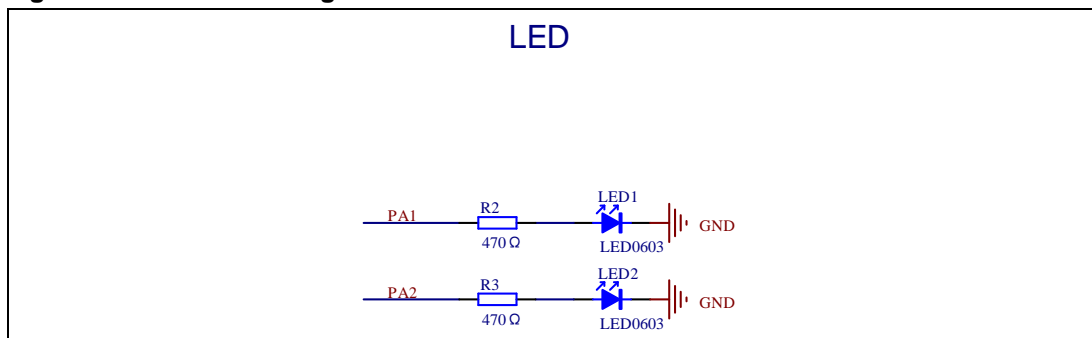 LED
LED1
PA1 R2
GND
470 Ω LED0603
LED2
PA2 R3
GND
470 Ω LED0603